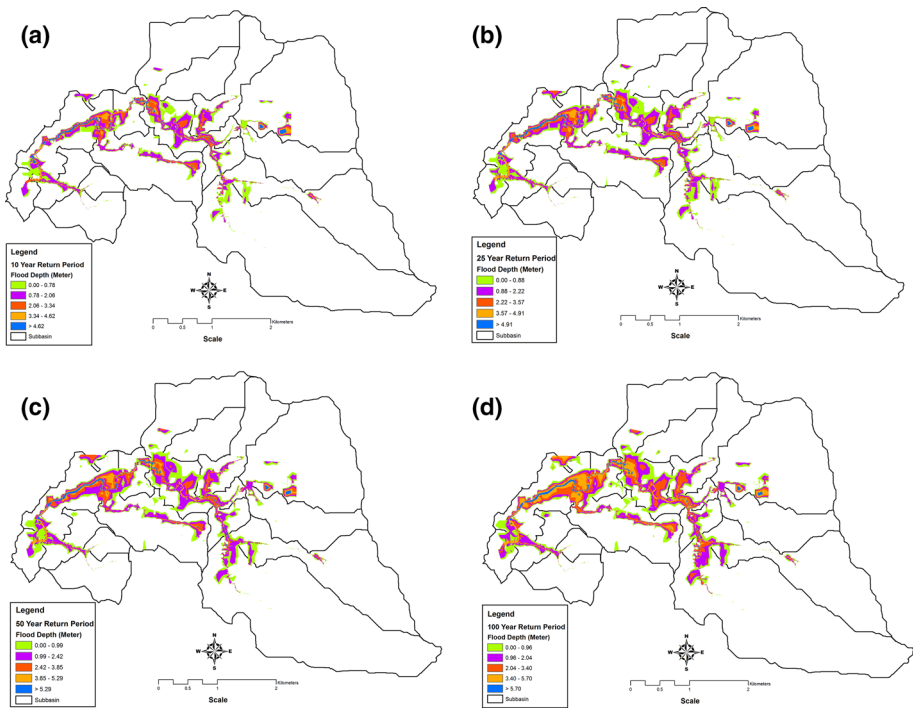 (a)
Legend
10 Year Return Period
Flood Depth (Meter)
0.00 - 0.78
0.78 - 2.06
2.06 - 3.34
3.34 - 4.62
> 4.62
Subbasin
N
W E
S
0 0.5 1 2
Kilometers
Scale
(b)
Legend
25 Year Return Period
Flood Depth (Meter)
0.00 - 0.88
0.88 - 2.22
2.22 - 3.57
3.57 - 4.91
> 4.91
Subbasin
N
W E
S
0 0.5 1 2
Kilometers
Scale
(c)
Legend
50 Year Return Period
Flood Depth (Meter)
0.00 - 0.99
0.99 - 2.42
2.42 - 3.85
3.85 - 5.29
> 5.29
Subbasin
N
W E
S
0 0.5 1 2
Kilometers
Scale
(d)
Legend
100 Year Return Period
Flood Depth (Meter)
0.00 - 0.96
0.96 - 2.04
2.04 - 3.40
3.40 - 5.70
> 5.70
Subbasin
N
W E
S
0 0.5 1 2
Kilometers
Scale